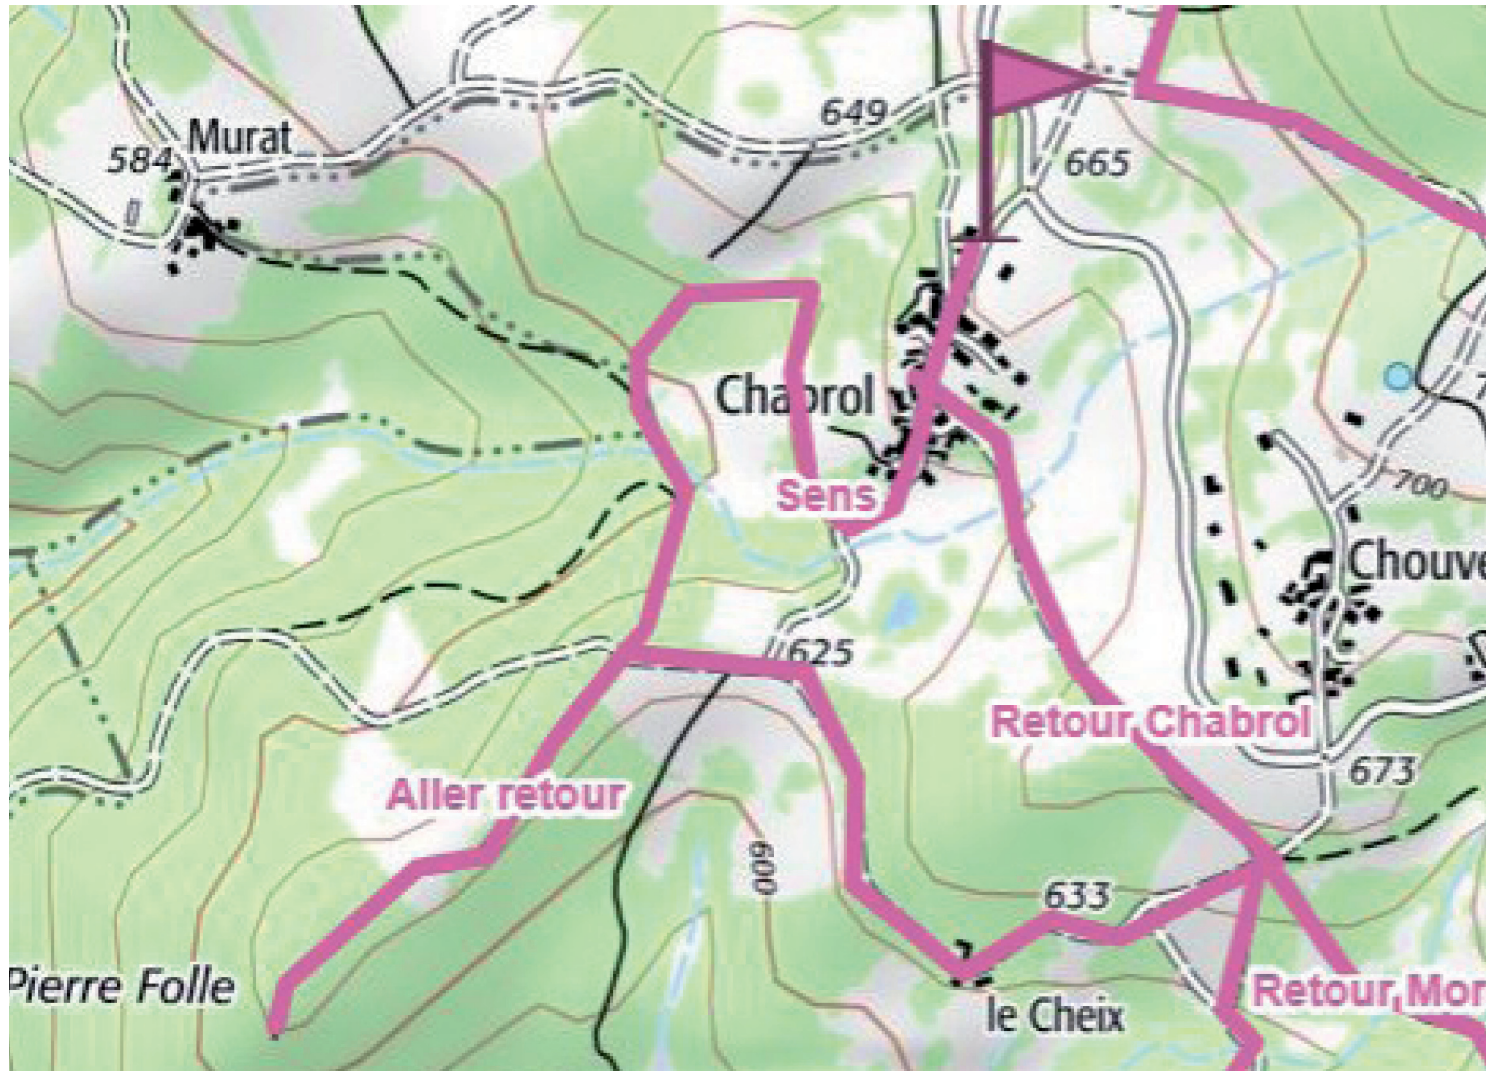 649
Murat
584
665
Chabrol
700
Sens
Chouve
625
Retour Chabrol
673
Aller retour
600
633
Pierre Folle
Retour Mor
le Cheix